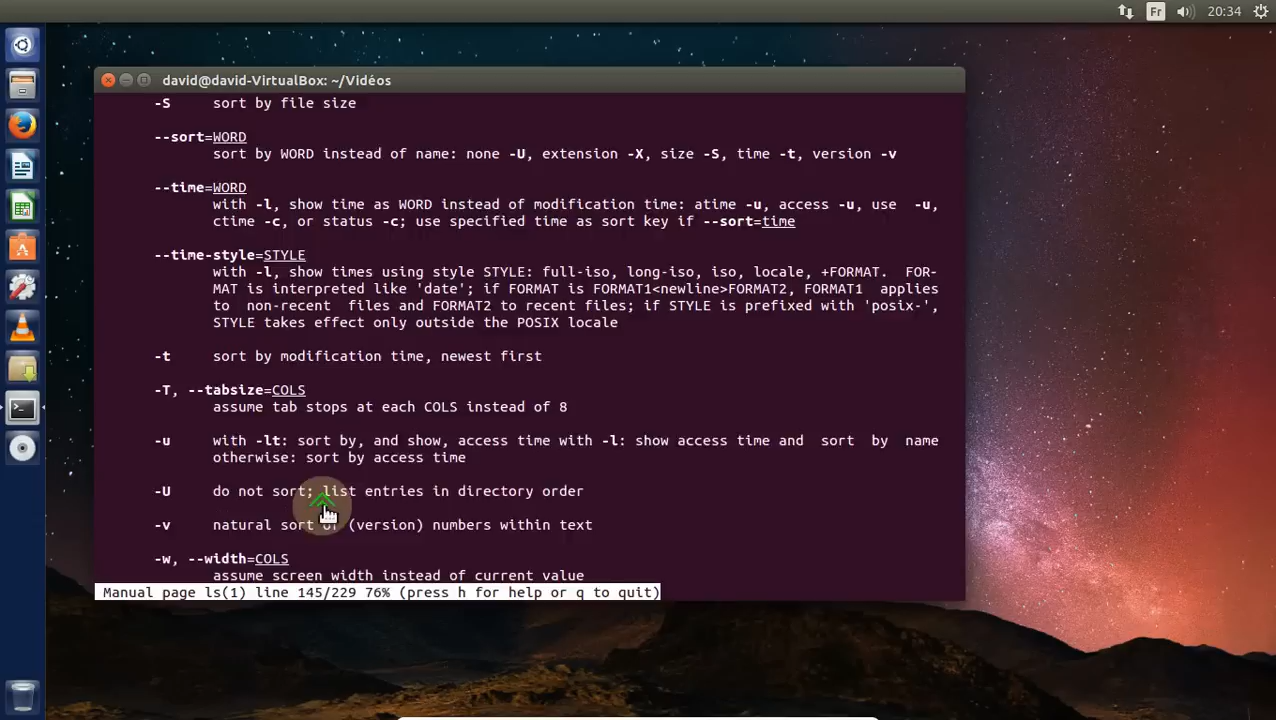 Fr
20:34
david@david-VirtualBox: ~/Vidéos
-S sort by file size
--sort=WORD
sort by WORD instead of name: none -U, extension -X, size -S, time -t, version -v
--time=WORD
with -l, show time as WORD instead of modification time: atime -u, access -u, use -u,
ctime -c, or status -c; use specified time as sort key if --sort=time
--time-style=STYLE
with -l, show times using style STYLE: full-iso, long-iso, iso, locale, +FORMAT. FOR-
MAT is interpreted like 'date'; if FORMAT is FORMAT1<newline>FORMAT2, FORMAT1 applies
to non-recent files and FORMAT2 to recent files; if STYLE is prefixed with 'posix-',
STYLE takes effect only outside the POSIX locale
-t sort by modification time, newest first
-T, --tabsize=COLS
assume tab stops at each COLS instead of 8
-u with -lt: sort by, and show, access time with -l: show access time and sort by name
otherwise: sort by access time
-U do not sort; list entries in directory order
-v natural sort of (version) numbers within text
-w, --width=COLS
assume screen width instead of current value
Manual page ls(1) line 145/229 76% (press h for help or q to quit)